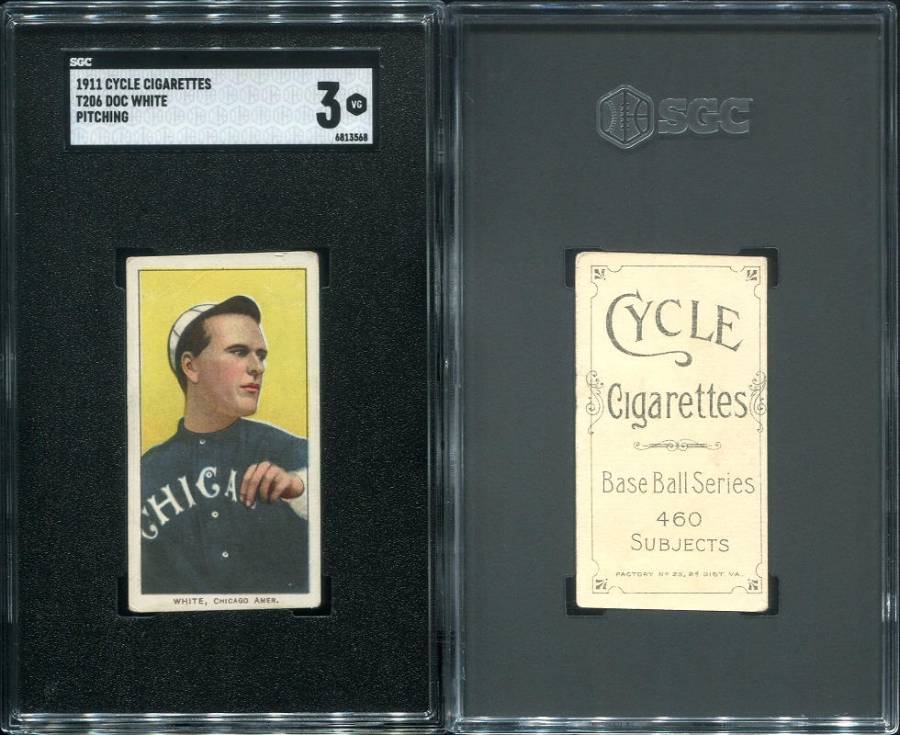 SGC
1911 CYCLE CIGARETTES
T206 DOC WHITE
PITCHING
3
VG
6813568
CHICA
WHITE, CHICAGO AMER.
SGC
CYCLE
Cigarettes
Base Ball Series
460
SUBJECTS
FACTORY Nº 25, 2ᵈ DIST. VA.